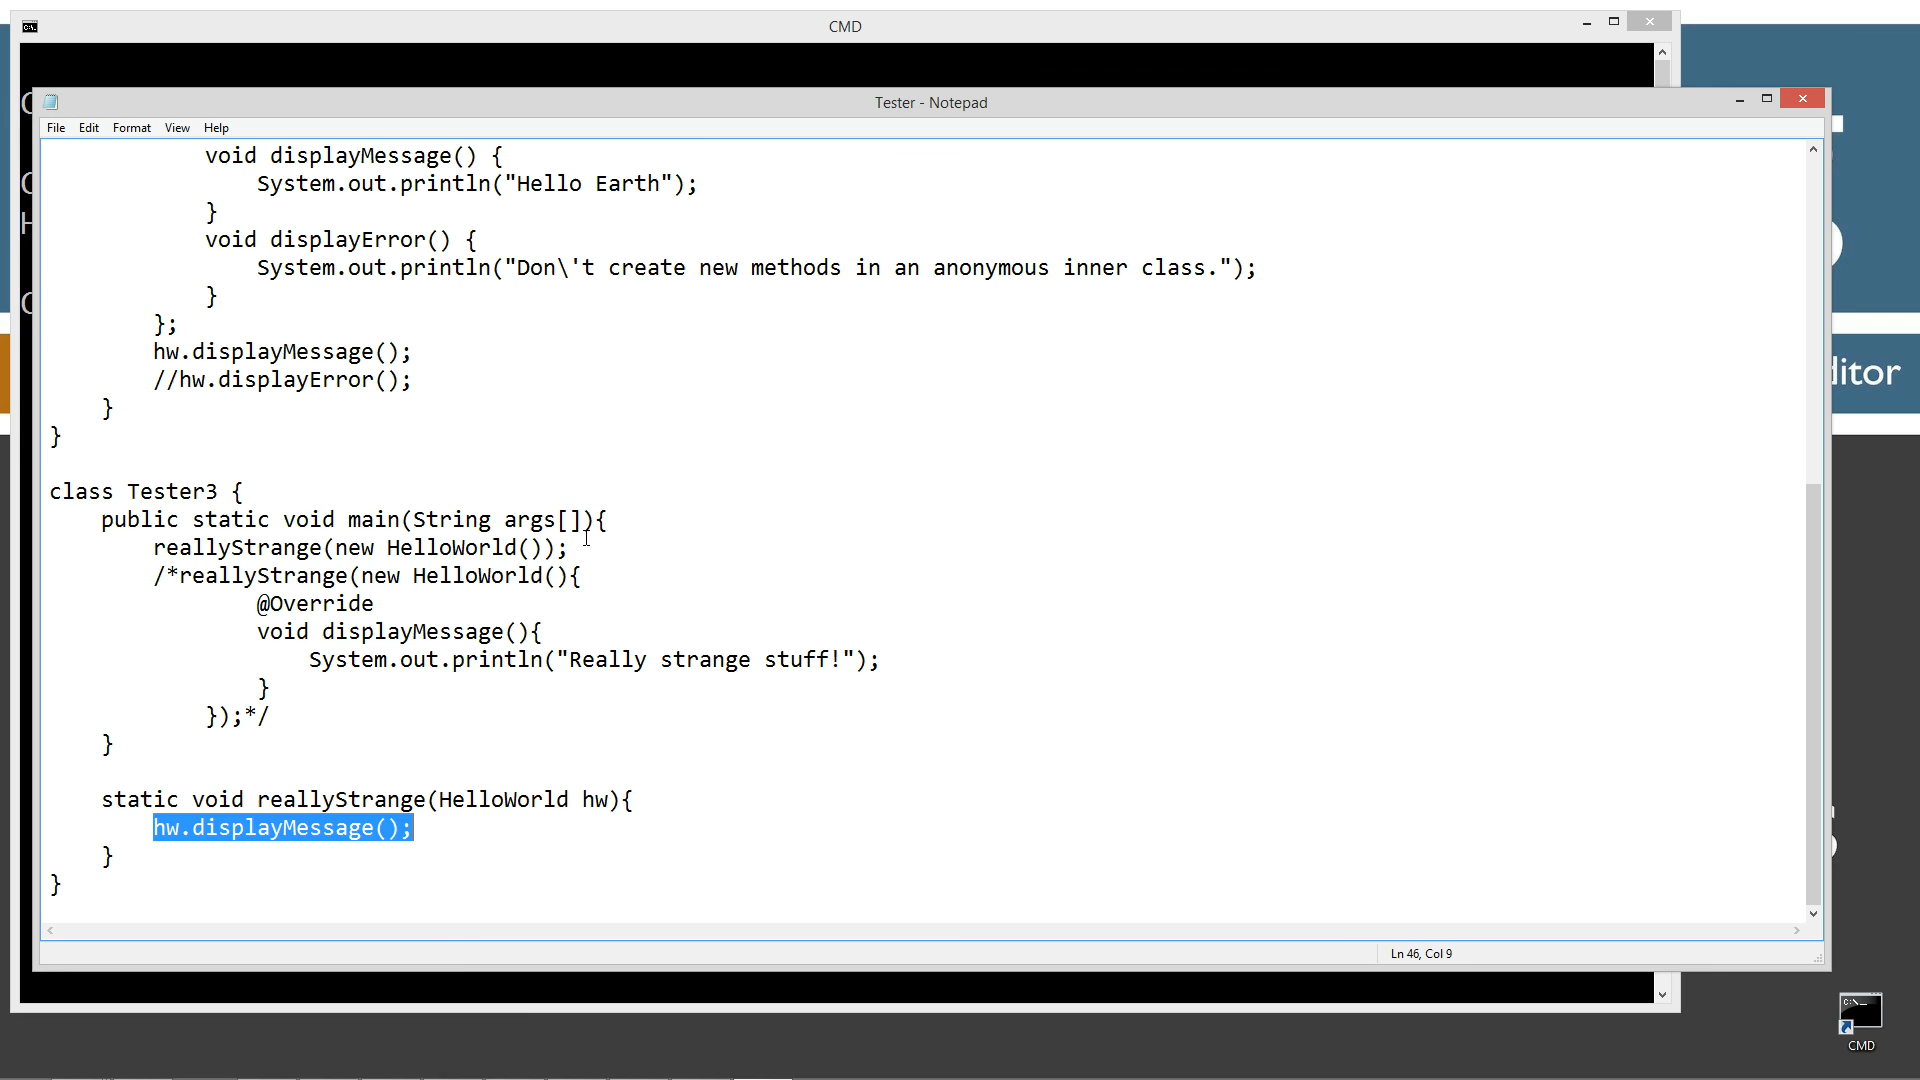 CMD
Tester - Notepad
File Edit Format View Help
void displayMessage() {
System.out.println("Hello Earth");
}
void displayError() {
System.out.println("Don\'t create new methods in an anonymous inner class.");
}
};
hw.displayMessage();
//hw.displayError();
}
}
class Tester3 {
public static void main(String args[]){
reallyStrange(new HelloWorld());
/*reallyStrange(new HelloWorld(){
@Override
void displayMessage(){
System.out.println("Really strange stuff!");
}
});*/
}
static void reallyStrange(HelloWorld hw){
hw.displayMessage();
}
}
Ln 46, Col 9
ditor
CMD